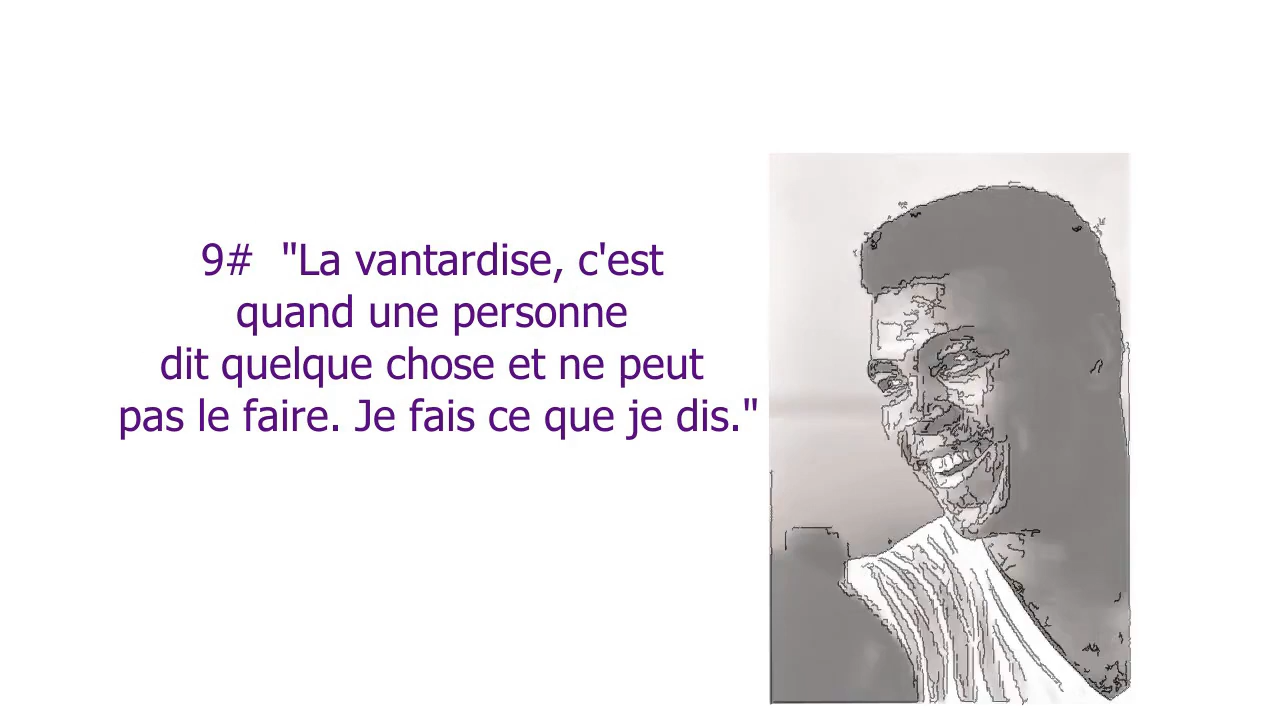 9#  "La vantardise, c'est
quand une personne
dit quelque chose et ne peut
pas le faire. Je fais ce que je dis."